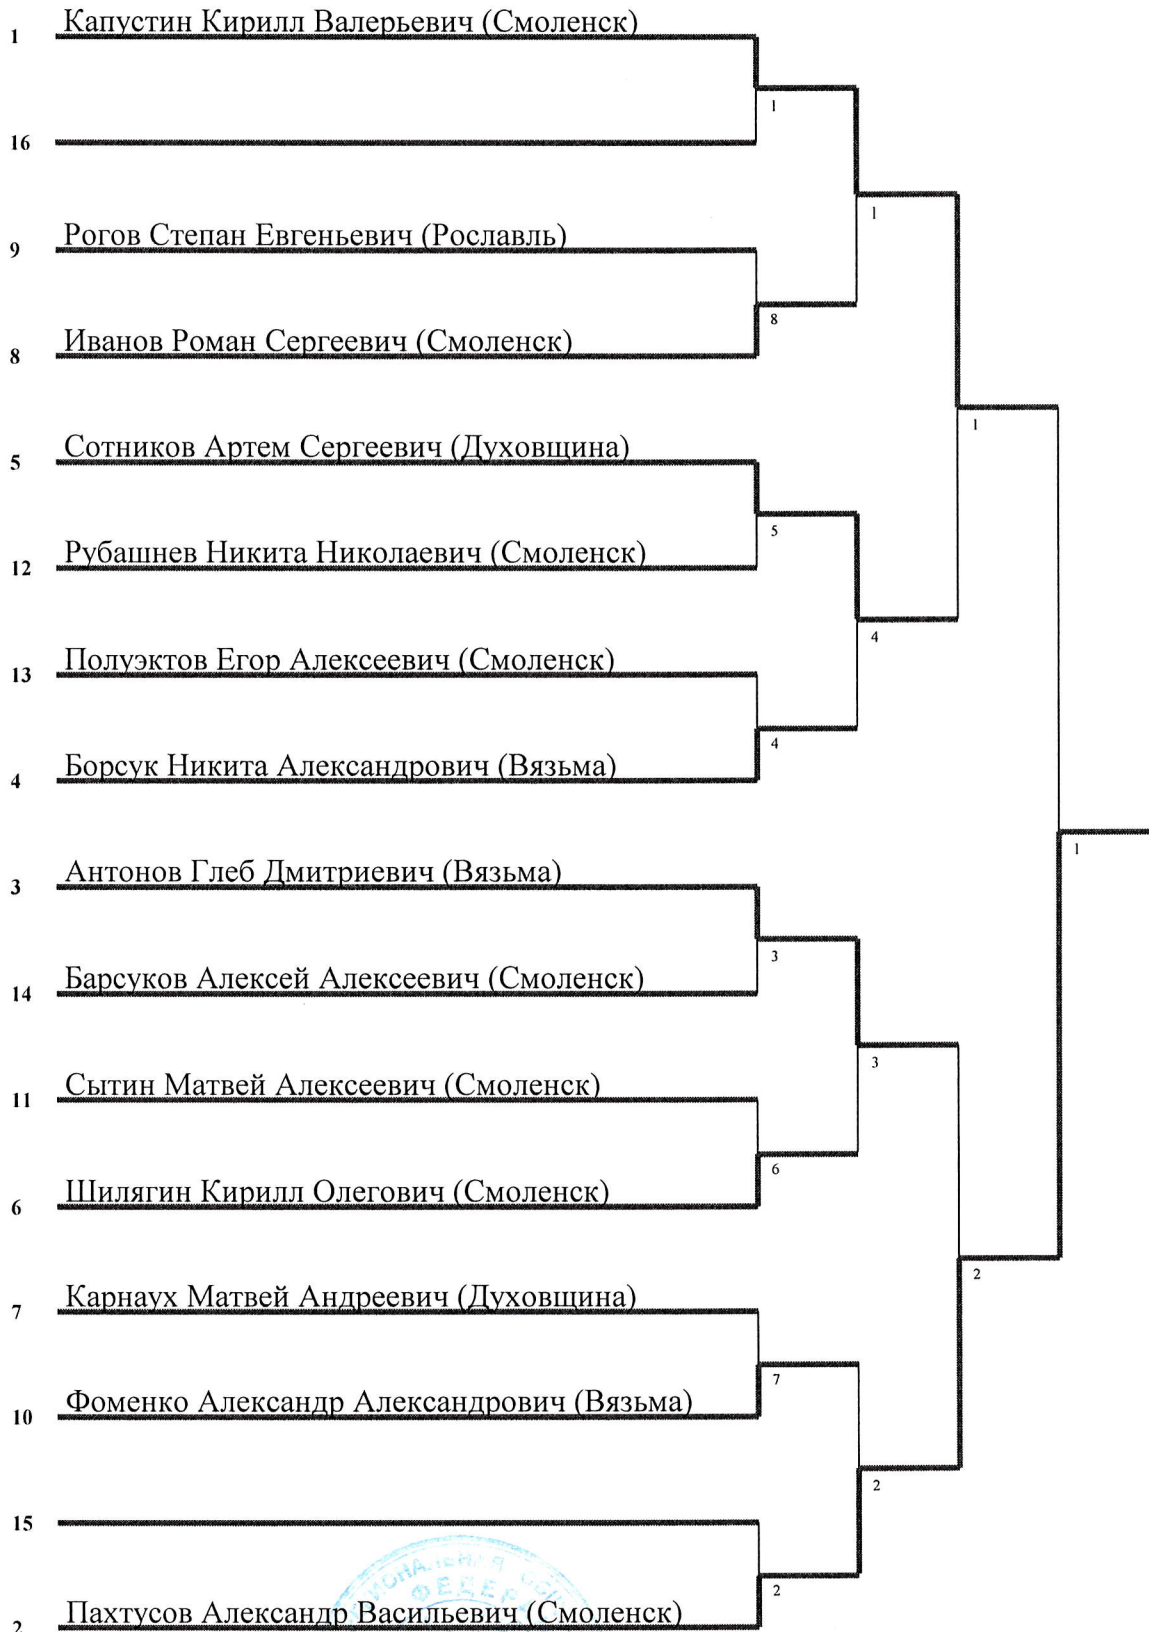 1 Капустин Кирилл Валерьевич (Смоленск)
1
16
1
9 Рогов Степан Евгеньевич (Рославль)
8
8 Иванов Роман Сергеевич (Смоленск)
1
5 Сотников Артем Сергеевич (Духовщина)
5
12 Рубашнев Никита Николаевич (Смоленск)
4
13 Полуэктов Егор Алексеевич (Смоленск)
4
4 Борсук Никита Александрович (Вязьма)
1
3 Антонов Глеб Дмитриевич (Вязьма)
3
14 Барсуков Алексей Алексеевич (Смоленск)
3
11 Сытин Матвей Алексеевич (Смоленск)
6
6 Шилягин Кирилл Олегович (Смоленск)
2
7 Карнаух Матвей Андреевич (Духовщина)
7
10 Фоменко Александр Александрович (Вязьма)
2
15
2
2 Пахтусов Александр Васильевич (Смоленск)